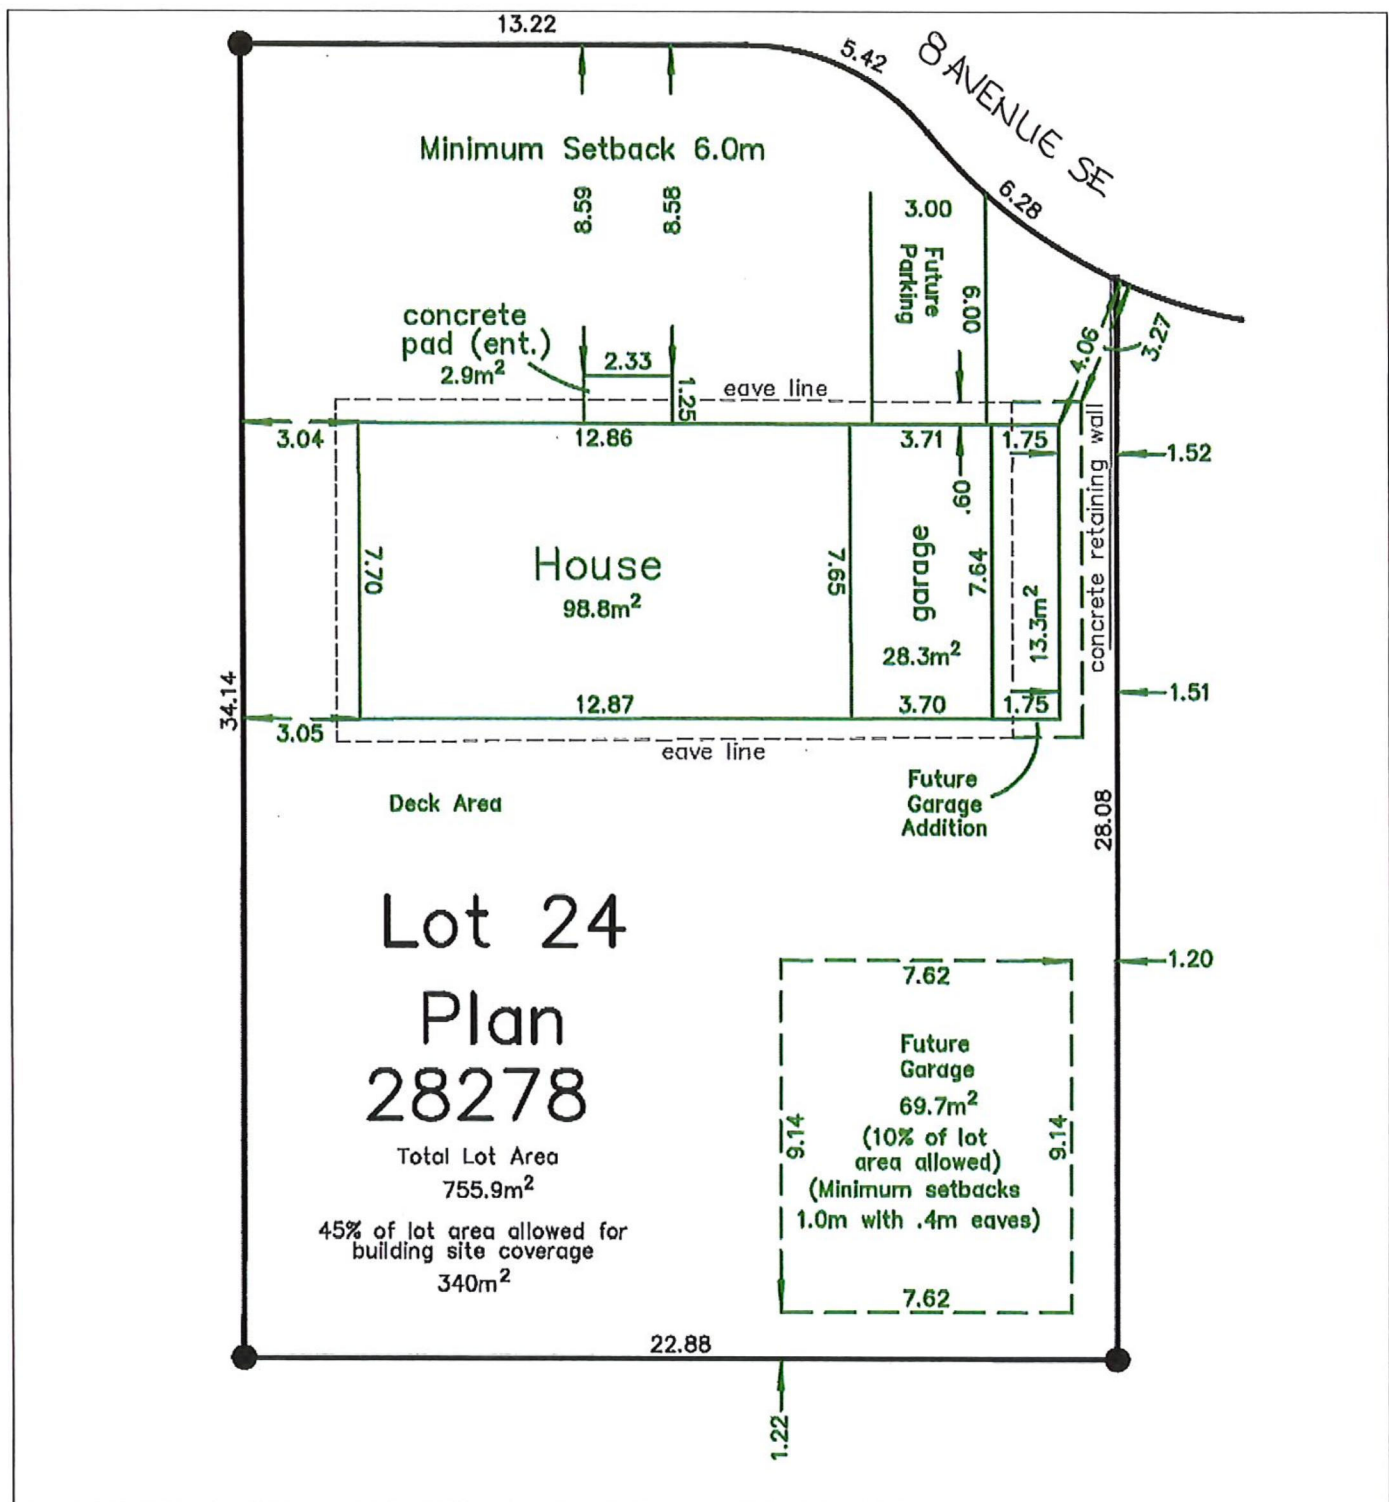 13.22
5.42
8 AVENUE SE
6.28
Minimum Setback 6.0m
8.59
8.58
3.00
Future
Parking
6.00
concrete
pad (ent.)
2.9m²
2.33
1.25
eave line
4.06
3.27
3.04
12.86
3.71
1.75
1.52
.60
concrete retaining wall
House
98.8m²
7.70
7.65
garage
28.3m²
7.64
13.3m²
34.14
12.87
3.70
1.75
1.51
3.05
eave line
Deck Area
Future
Garage
Addition
28.08
Lot 24
Plan
28278
Total Lot Area
755.9m²
45% of lot area allowed for
building site coverage
340m²
7.62
1.20
Future
Garage
69.7m²
(10% of lot
area allowed)
(Minimum setbacks
1.0m with .4m eaves)
9.14
9.14
7.62
22.88
1.22